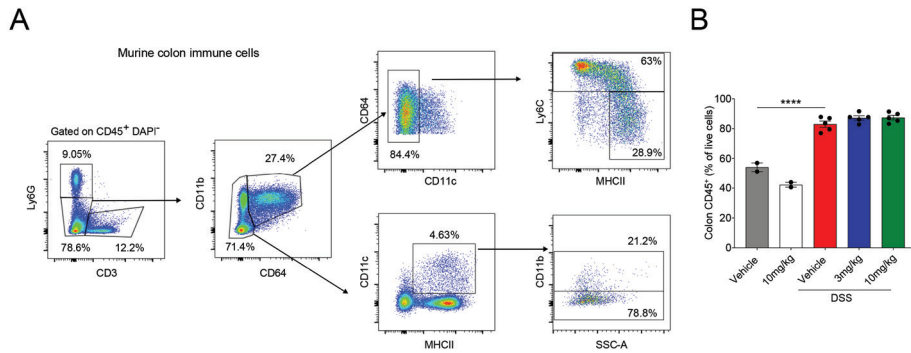 A
Murine colon immune cells
Gated on CD45⁺ DAPI⁻
Ly6G
9.05%
78.6%
12.2%
CD3
CD11b
27.4%
71.4%
CD64
CD64
84.4%
CD11c
Ly6C
63%
28.9%
MHCII
CD11c
4.63%
MHCII
CD11b
21.2%
78.8%
SSC-A
B
Colon CD45⁺ (% of live cells)
100
80
60
40
20
0
****
Vehicle
10mg/kg
Vehicle
3mg/kg
10mg/kg
DSS